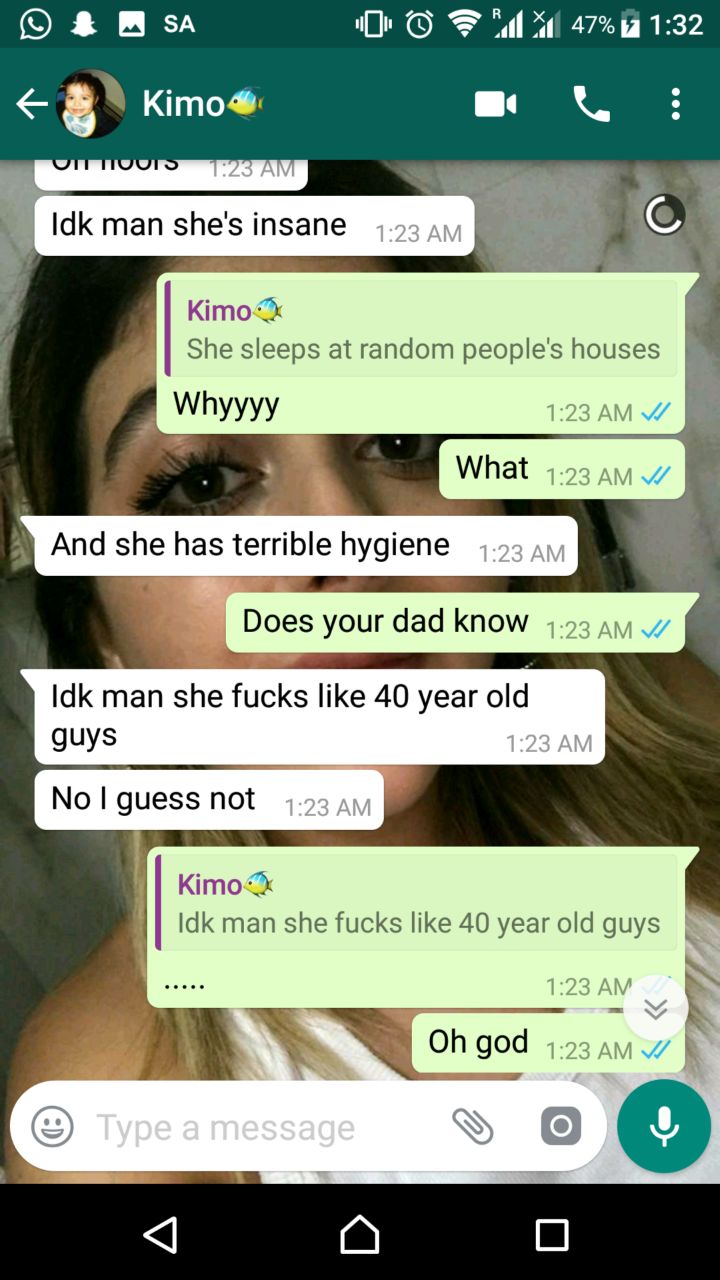 SA
R
47%
1:32
Kimo🐠
On floors 1:23 AM
Idk man she's insane 1:23 AM
Kimo🐠
She sleeps at random people's houses
Whyyyy 1:23 AM
What 1:23 AM
And she has terrible hygiene 1:23 AM
Does your dad know 1:23 AM
Idk man she fucks like 40 year old
guys 1:23 AM
No I guess not 1:23 AM
Kimo🐠
Idk man she fucks like 40 year old guys
..... 1:23 AM
Oh god 1:23 AM
Type a message